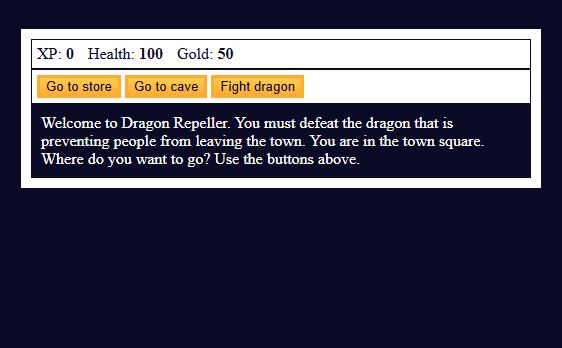 XP: 0 Health: 100 Gold: 50
Go to store Go to cave Fight dragon
Welcome to Dragon Repeller. You must defeat the dragon that is
preventing people from leaving the town. You are in the town square.
Where do you want to go? Use the buttons above.